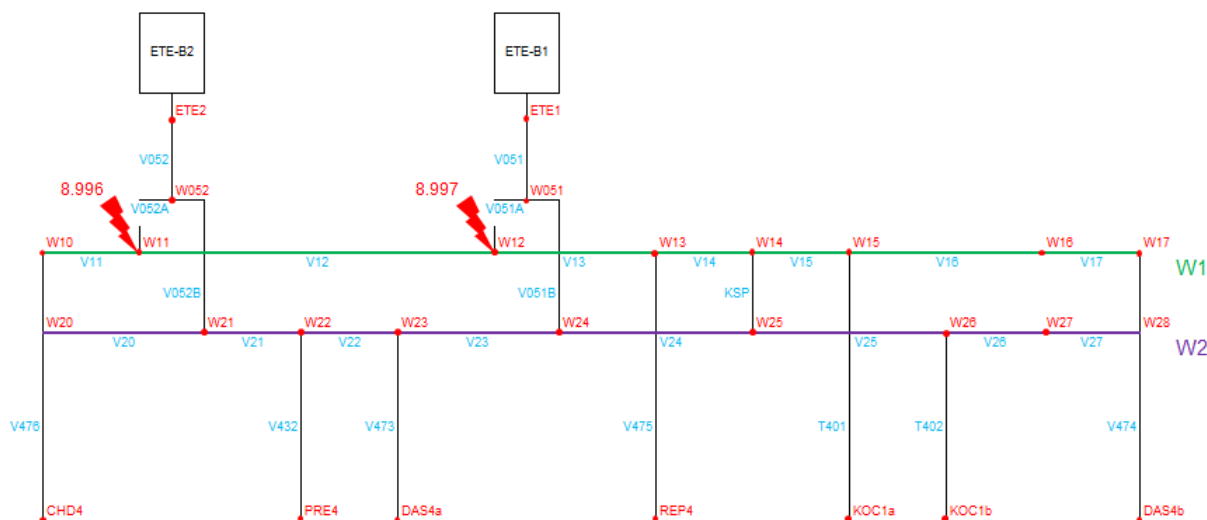 ETE-B2 ETE-B1
ETE2 ETE1
V052 V051
8.996 W052 8.997 W051
V052A V051A
W10 W11 W12 W13 W14 W15 W16 W17
V11 V12 V13 V14 V15 V16 V17 W1
V052B V051B KSP
W20 W21 W22 W23 W24 W25 W26 W27 W28
V20 V21 V22 V23 V24 V25 V26 V27 W2
V476 V432 V473 V475 T401 T402 V474
CHD4 PRE4 DAS4a REP4 KOC1a KOC1b DAS4b